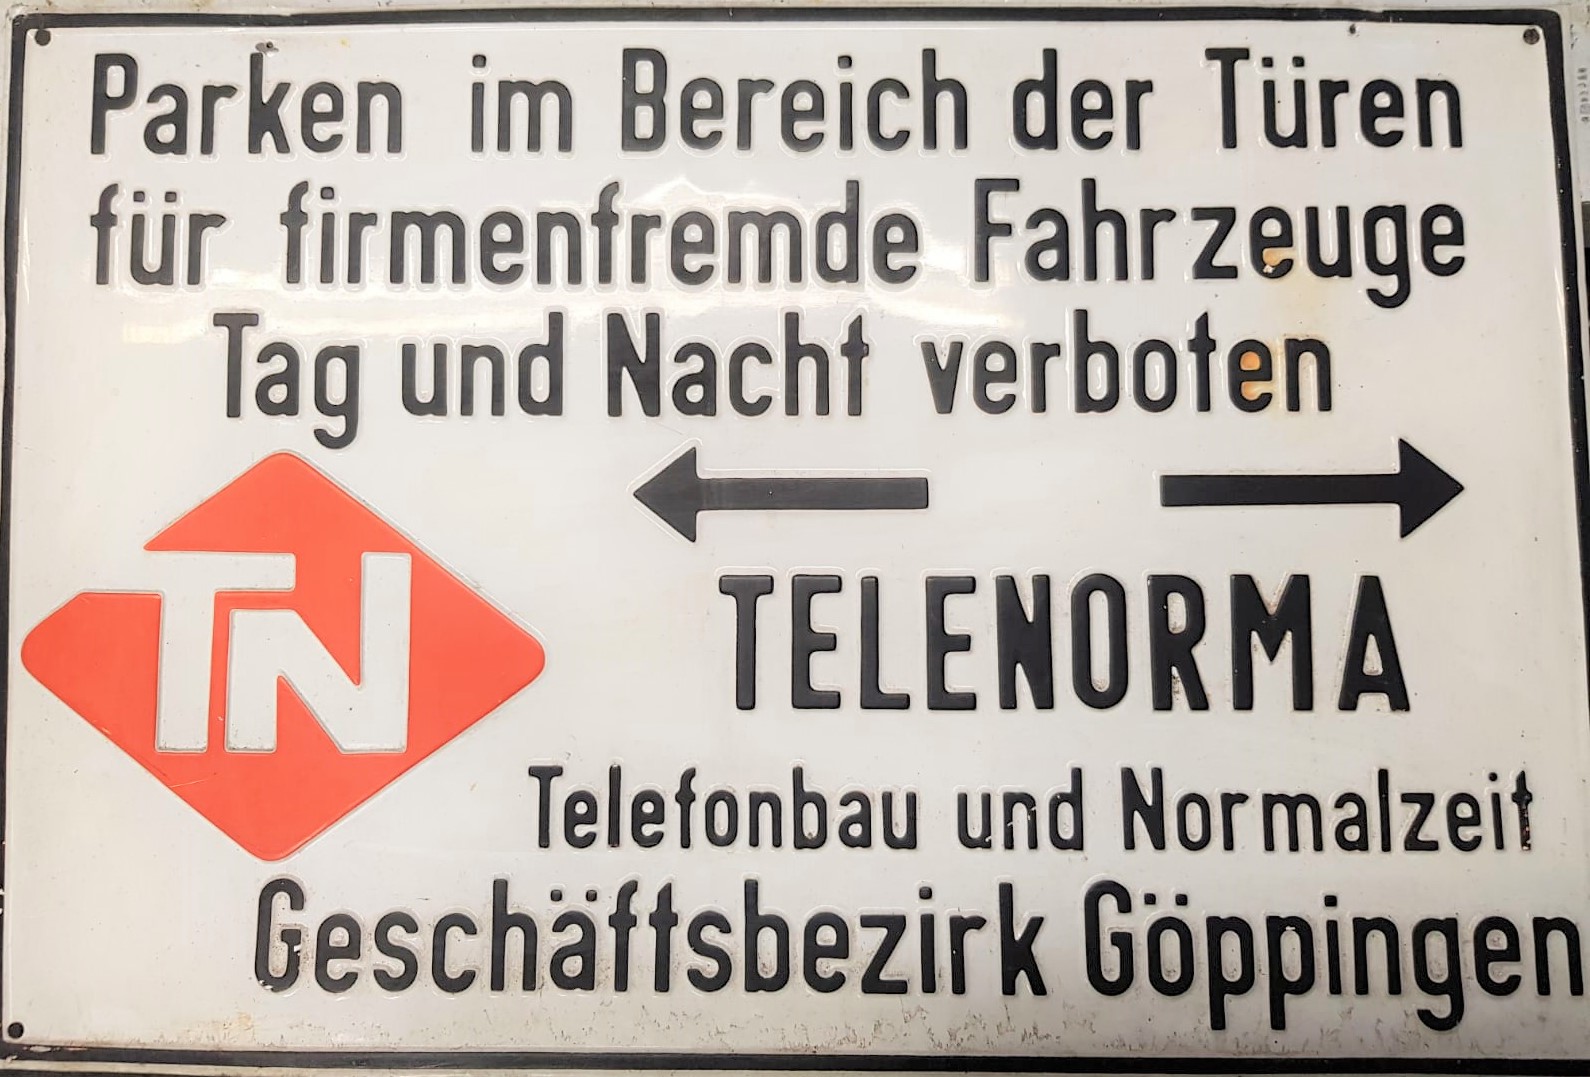 Parken im Bereich der Türen
für firmenfremde Fahrzeuge
Tag und Nacht verboten
TN
TELENORMA
Telefonbau und Normalzeit
Geschäftsbezirk Göppingen